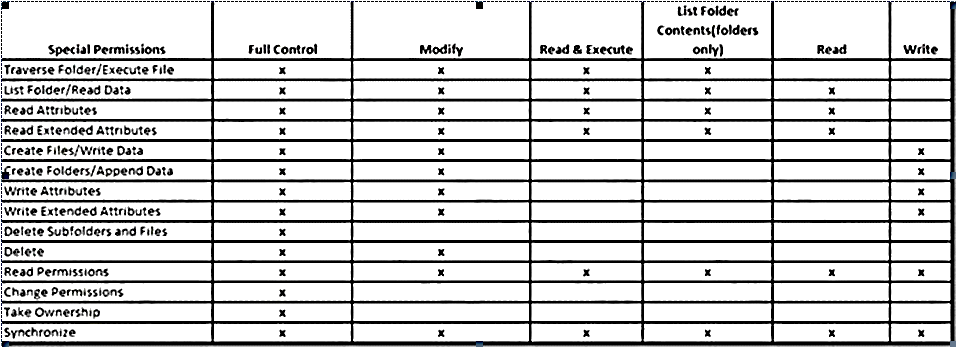 List Folder
Contents(folders
Special Permissions Full Control Modify Read & Execute only) Read Write
Traverse Folder/Execute File x x x x
List Folder/Read Data x x x x x
Read Attributes x x x x x
Read Extended Attributes x x x x x
Create Files/Write Data x x x
Create Folders/Append Data x x x
Write Attributes x x x
Write Extended Attributes x x x
Delete Subfolders and Files x
Delete x x
Read Permissions x x x x x x
Change Permissions x
Take Ownership x
Synchronize x x x x x x